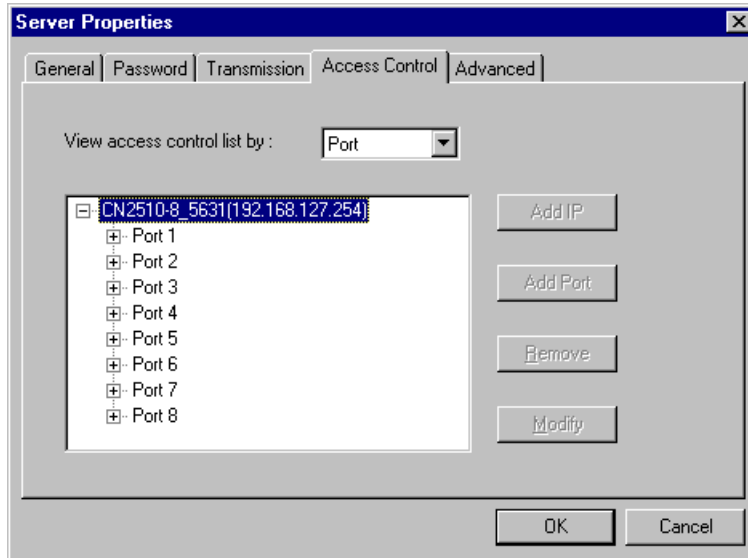 Server Properties
General Password Transmission Access Control Advanced
View access control list by : Port
CN2510-8_5631(192.168.127.254)
Port 1
Port 2
Port 3
Port 4
Port 5
Port 6
Port 7
Port 8
Add IP
Add Port
Remove
Modify
OK Cancel